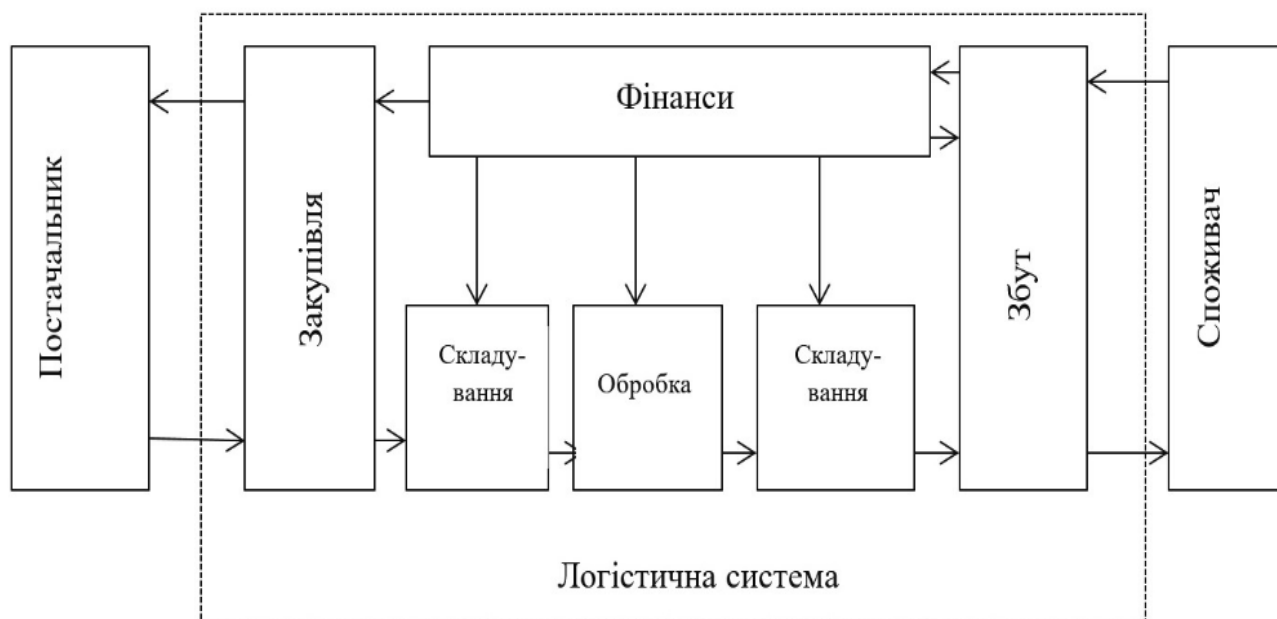 Постачальник
Закупівля
Фінанси
Складу-
вання
Обробка
Складу-
вання
Збут
Споживач
Логістична система